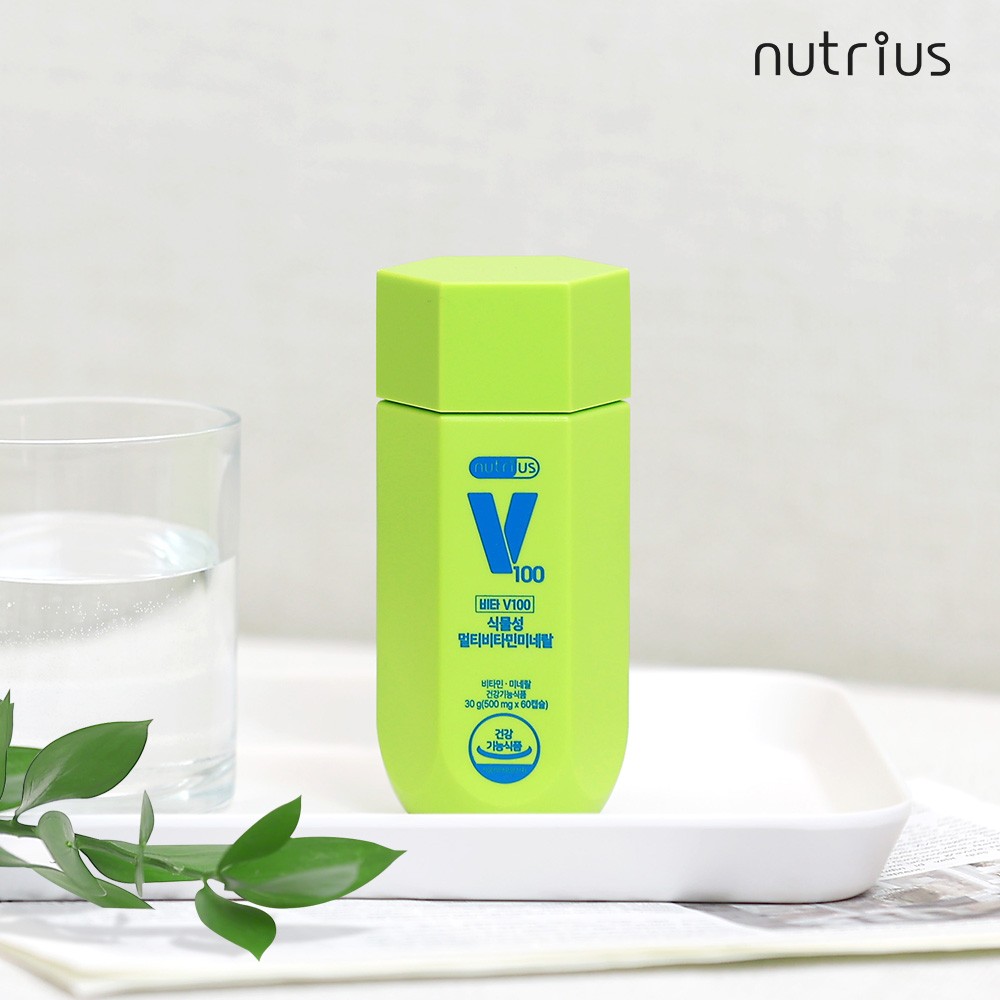 nutrius
nutrius
V100
비타 V100
식물성
멀티비타민미네랄
비타민 · 미네랄
건강기능식품
30 g(500 mg x 60캡슐)
건강
기능식품